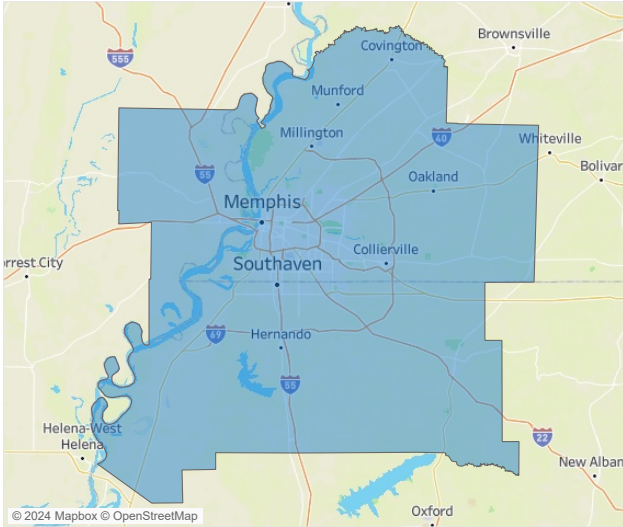 555
Covington
Brownsville
Munford
Millington
40
Whiteville
55
Bolivar
Oakland
Memphis
Collierville
rrest City
Southaven
69
Hernando
55
Helena-West
Helena
22
New Alban
Oxford
© 2024 Mapbox © OpenStreetMap